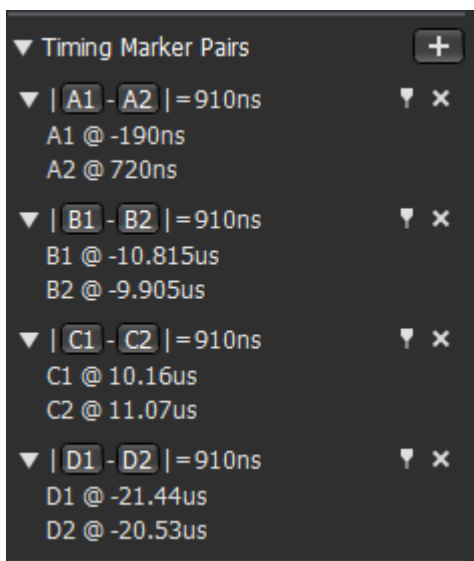 Timing Marker Pairs +
| A1 - A2 | = 910ns
A1 @ -190ns
A2 @ 720ns
| B1 - B2 | = 910ns
B1 @ -10.815us
B2 @ -9.905us
| C1 - C2 | = 910ns
C1 @ 10.16us
C2 @ 11.07us
| D1 - D2 | = 910ns
D1 @ -21.44us
D2 @ -20.53us